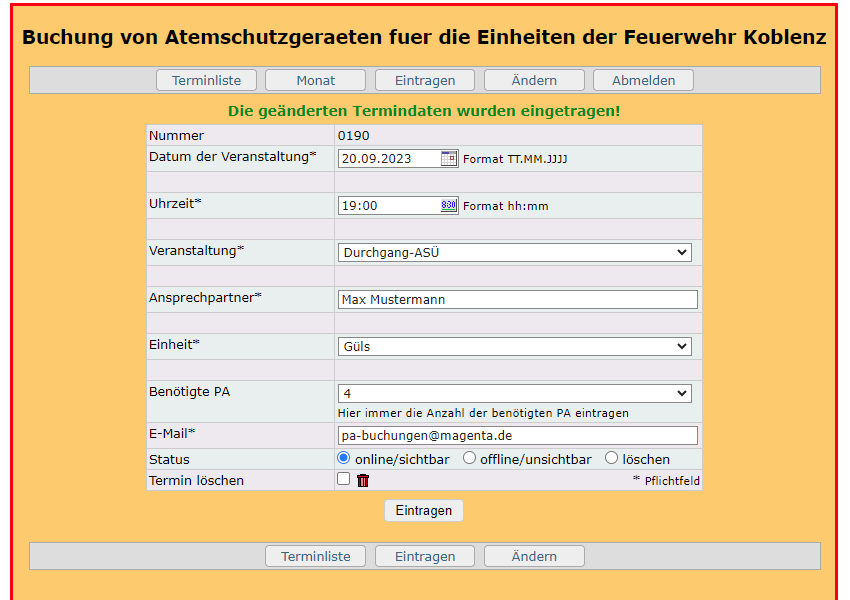 Buchung von Atemschutzgeraeten fuer die Einheiten der Feuerwehr Koblenz
Terminliste Monat Eintragen Ändern Abmelden
Die geänderten Termindaten wurden eingetragen!
Nummer 0190
Datum der Veranstaltung* 20.09.2023 Format TT.MM.JJJJ
Uhrzeit* 19:00 Format hh:mm
Veranstaltung* Durchgang-ASÜ
Ansprechpartner* Max Mustermann
Einheit* Güls
Benötigte PA 4
Hier immer die Anzahl der benötigten PA eintragen
E-Mail* pa-buchungen@magenta.de
Status online/sichtbar offline/unsichtbar löschen
Termin löschen * Pflichtfeld
Eintragen
Terminliste Eintragen Ändern